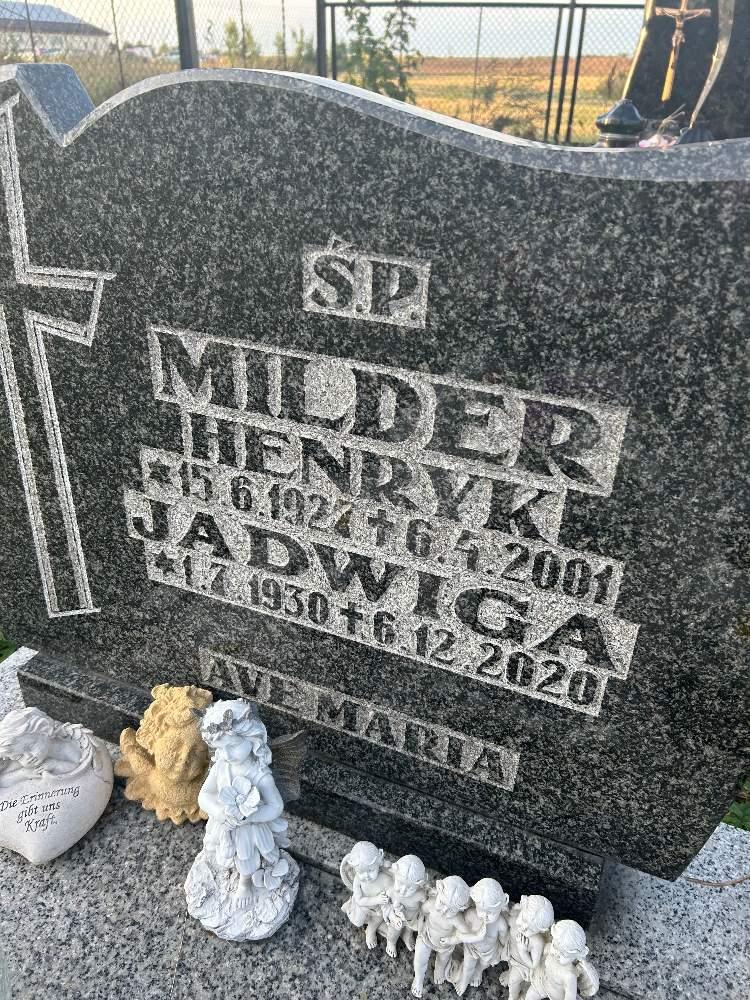 Ś.P.
MILDER
HENRYK
*15.6.1927 †6.4.2001
JADWIGA
*1.7.1930 †6.12.2020
AVE MARIA
Die Erinnerung
gibt uns
Kraft.